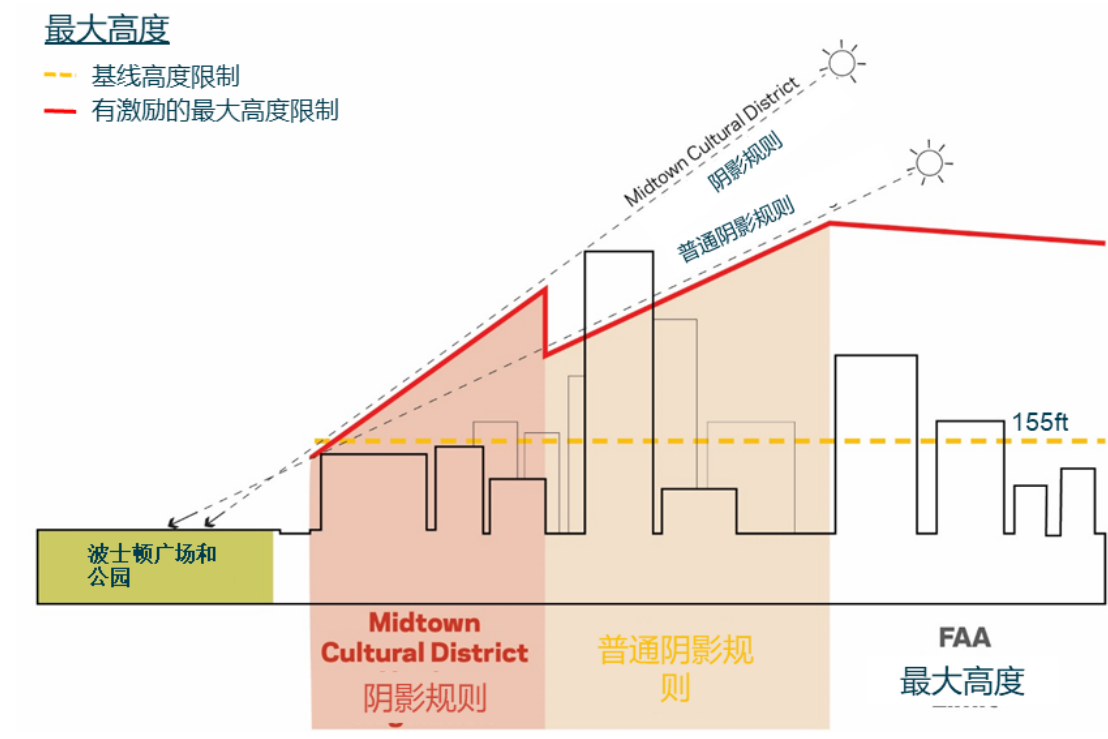 最大高度
基线高度限制
有激励的最大高度限制
Midtown Cultural District
阴影规则
普通阴影规则
155ft
波士顿广场和
公园
Midtown
Cultural District
阴影规则
普通阴影规
则
FAA
最大高度